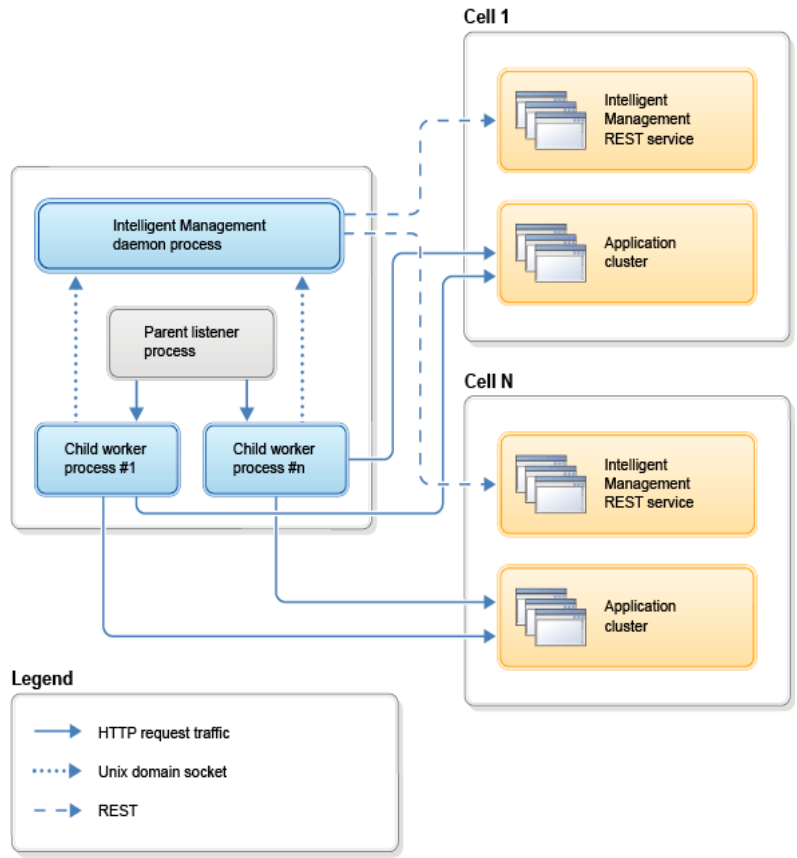 Cell 1
Intelligent
Management
REST service
Application
cluster
Intelligent Management
daemon process
Parent listener
process
Child worker
process #1
Child worker
process #n
Cell N
Intelligent
Management
REST service
Application
cluster
Legend
HTTP request traffic
Unix domain socket
REST